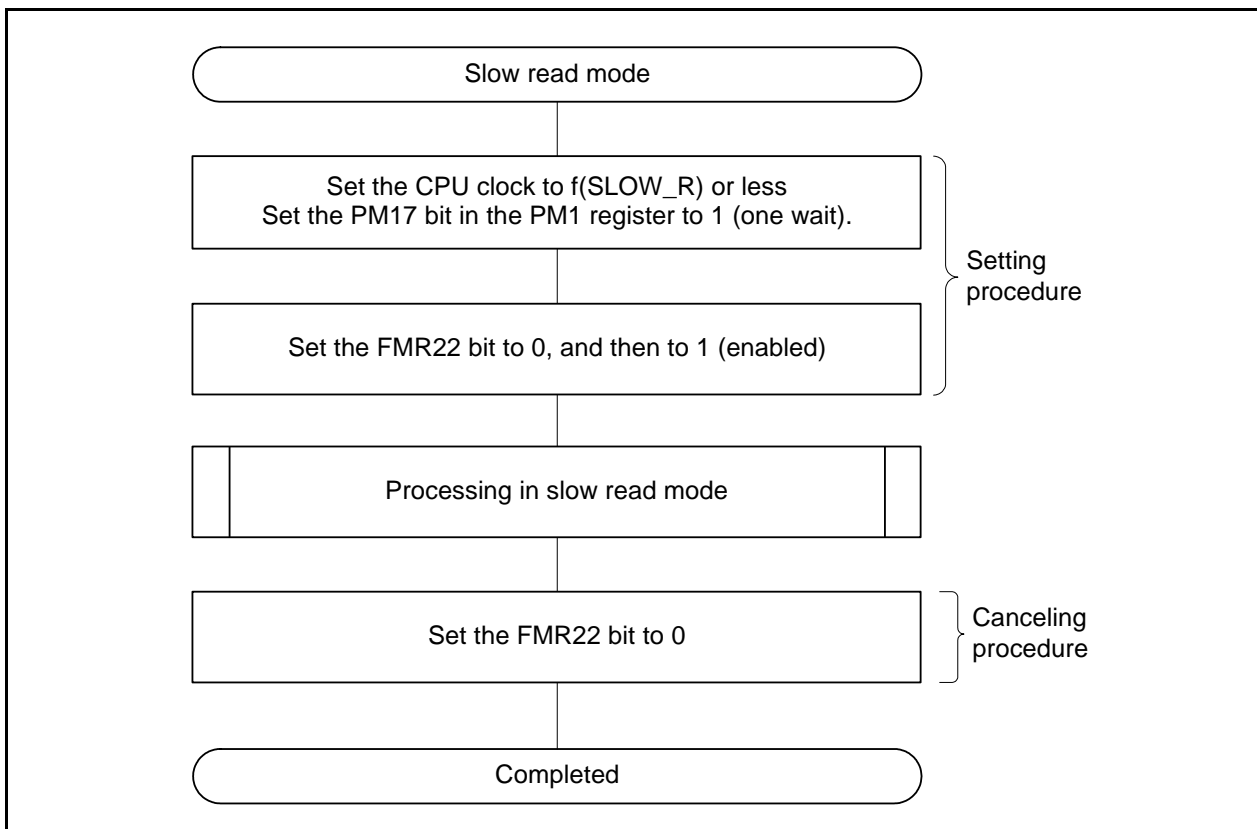 Slow read mode
Set the CPU clock to f(SLOW_R) or less
Set the PM17 bit in the PM1 register to 1 (one wait).
Setting
procedure
Set the FMR22 bit to 0, and then to 1 (enabled)
Processing in slow read mode
Set the FMR22 bit to 0
Canceling
procedure
Completed